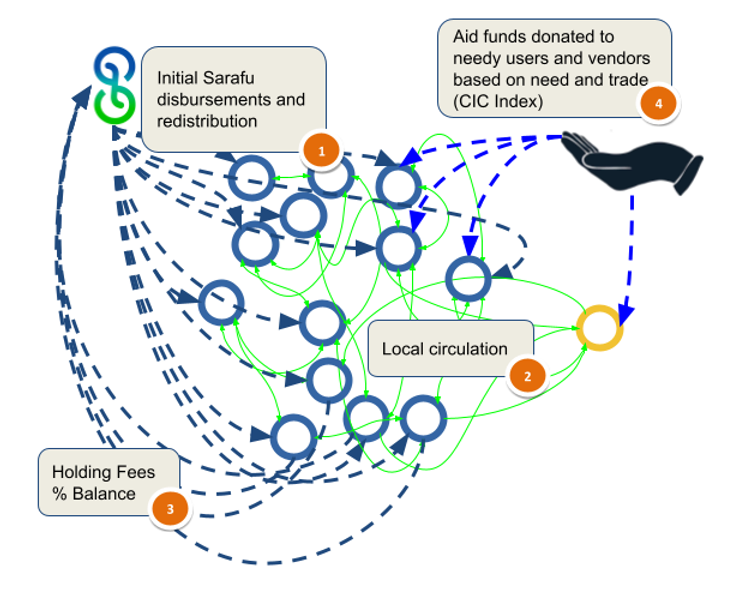 Initial Sarafu
disbursements and
redistribution
1
Aid funds donated to
needy users and vendors
based on need and trade
(CIC Index)
4
Local circulation
2
Holding Fees
% Balance
3